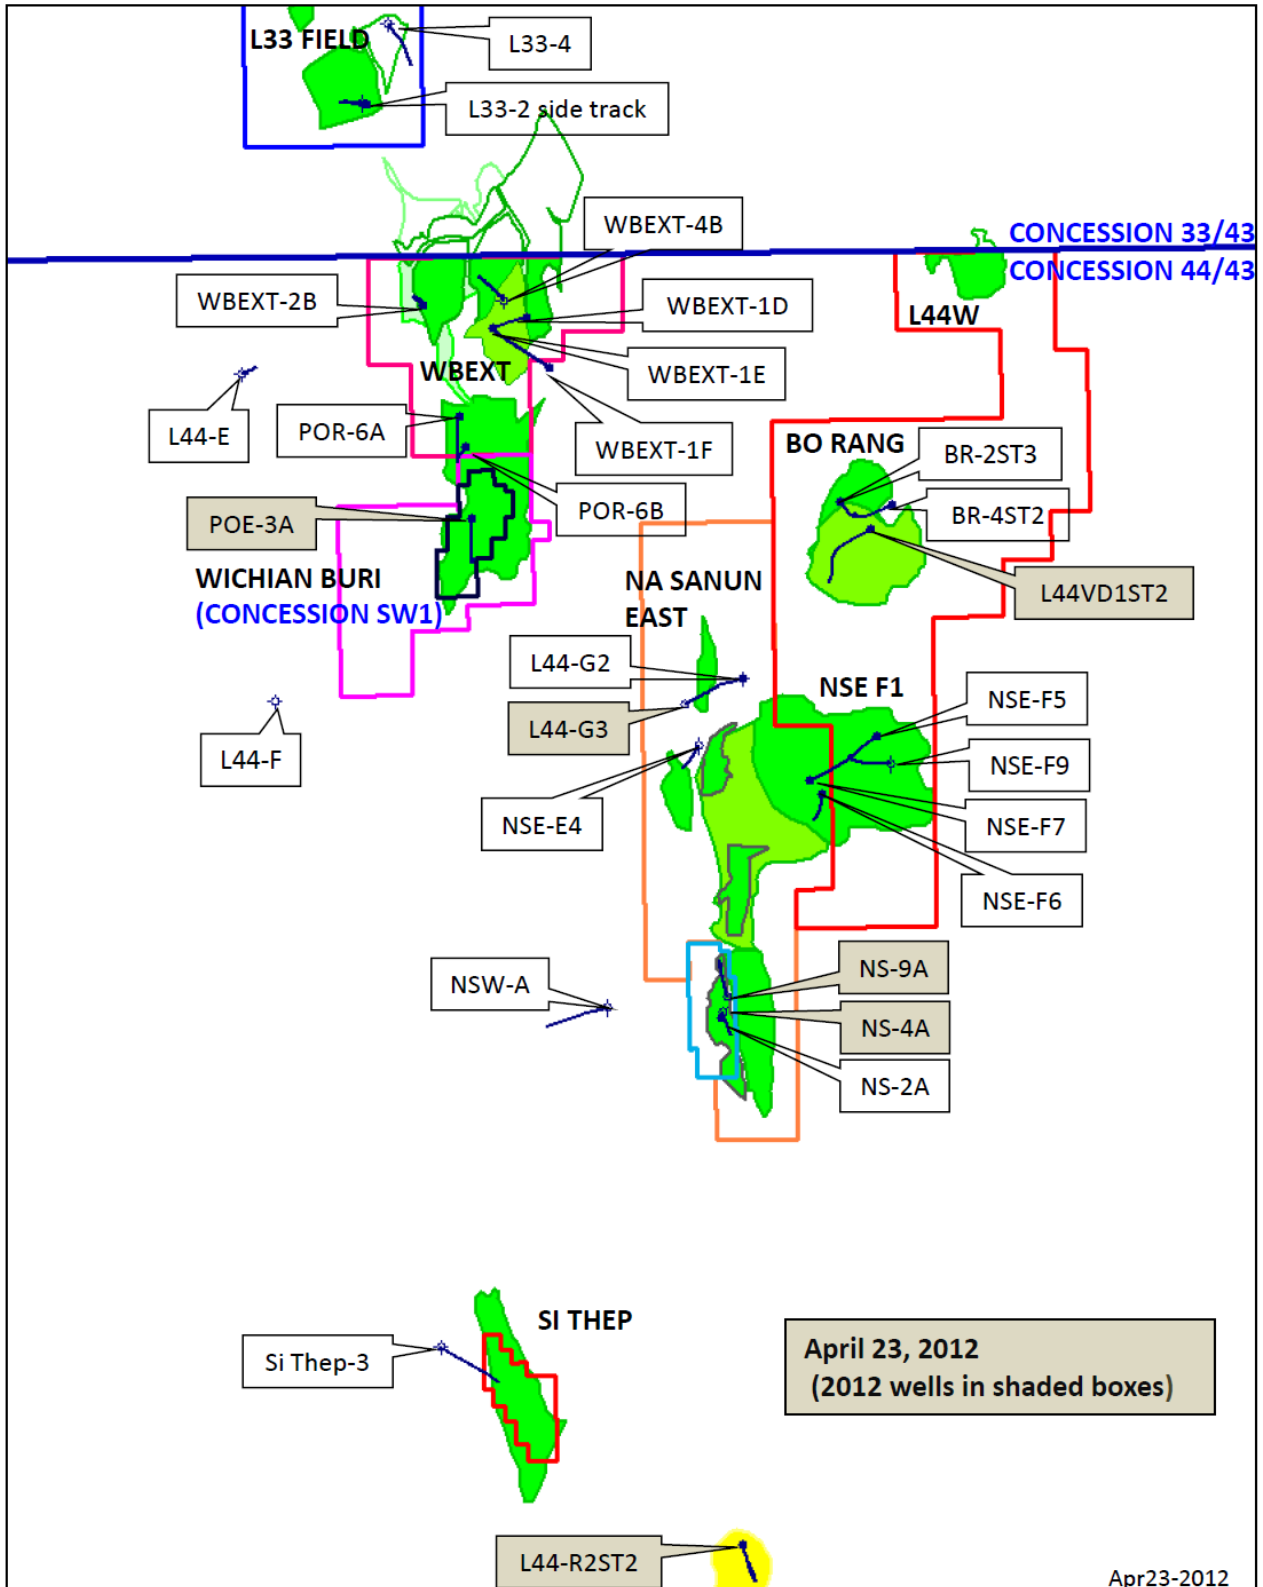 L33 FIELD
L33-4
L33-2 side track
WBEXT-4B
CONCESSION 33/43
CONCESSION 44/43
WBEXT-2B
WBEXT-1D
L44W
WBEXT
WBEXT-1E
L44-E
POR-6A
WBEXT-1F
BO RANG
BR-2ST3
POE-3A
POR-6B
BR-4ST2
WICHIAN BURI
(CONCESSION SW1)
NA SANUN
EAST
L44VD1ST2
L44-G2
NSE F1
NSE-F5
L44-G3
L44-F
NSE-F9
NSE-E4
NSE-F7
NSE-F6
NSW-A
NS-9A
NS-4A
NS-2A
SI THEP
Si Thep-3
April 23, 2012
(2012 wells in shaded boxes)
L44-R2ST2
Apr23-2012